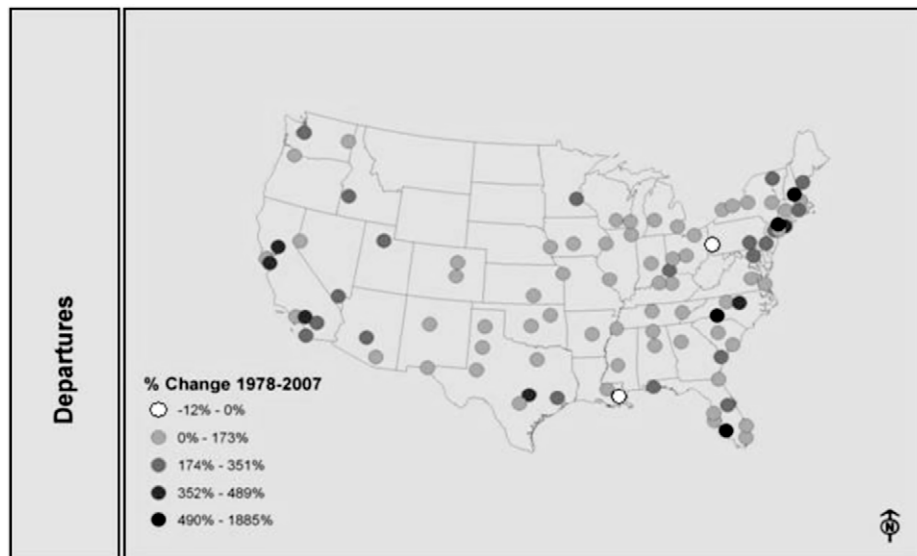 Departures
% Change 1978-2007
-12% - 0%
0% - 173%
174% - 351%
352% - 489%
490% - 1885%
N